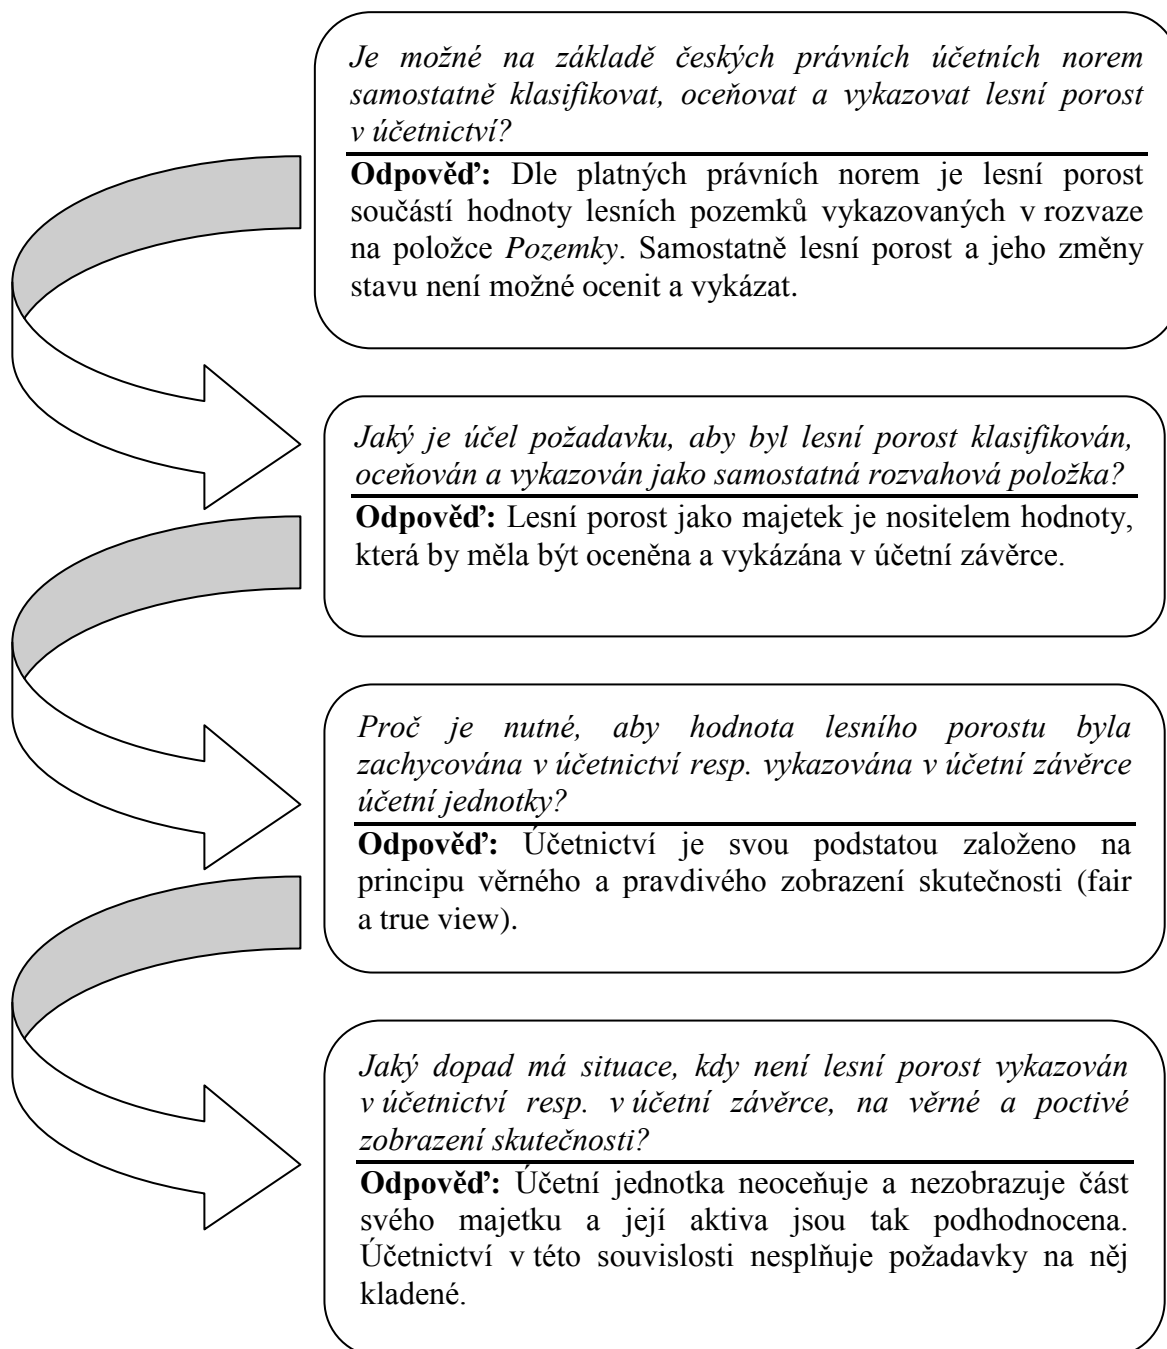 Je možné na základě českých právních účetních norem
samostatně klasifikovat, oceňovat a vykazovat lesní porost
v účetnictví?
Odpověď: Dle platných právních norem je lesní porost
součástí hodnoty lesních pozemků vykazovaných v rozvaze
na položce Pozemky. Samostatně lesní porost a jeho změny
stavu není možné ocenit a vykázat.
Jaký je účel požadavku, aby byl lesní porost klasifikován,
oceňován a vykazován jako samostatná rozvahová položka?
Odpověď: Lesní porost jako majetek je nositelem hodnoty,
která by měla být oceněna a vykázána v účetní závěrce.
Proč je nutné, aby hodnota lesního porostu byla
zachycována v účetnictví resp. vykazována v účetní závěrce
účetní jednotky?
Odpověď: Účetnictví je svou podstatou založeno na
principu věrného a pravdivého zobrazení skutečnosti (fair
a true view).
Jaký dopad má situace, kdy není lesní porost vykazován
v účetnictví resp. v účetní závěrce, na věrné a poctivé
zobrazení skutečnosti?
Odpověď: Účetní jednotka neoceňuje a nezobrazuje část
svého majetku a její aktiva jsou tak podhodnocena.
Účetnictví v této souvislosti nesplňuje požadavky na něj
kladené.